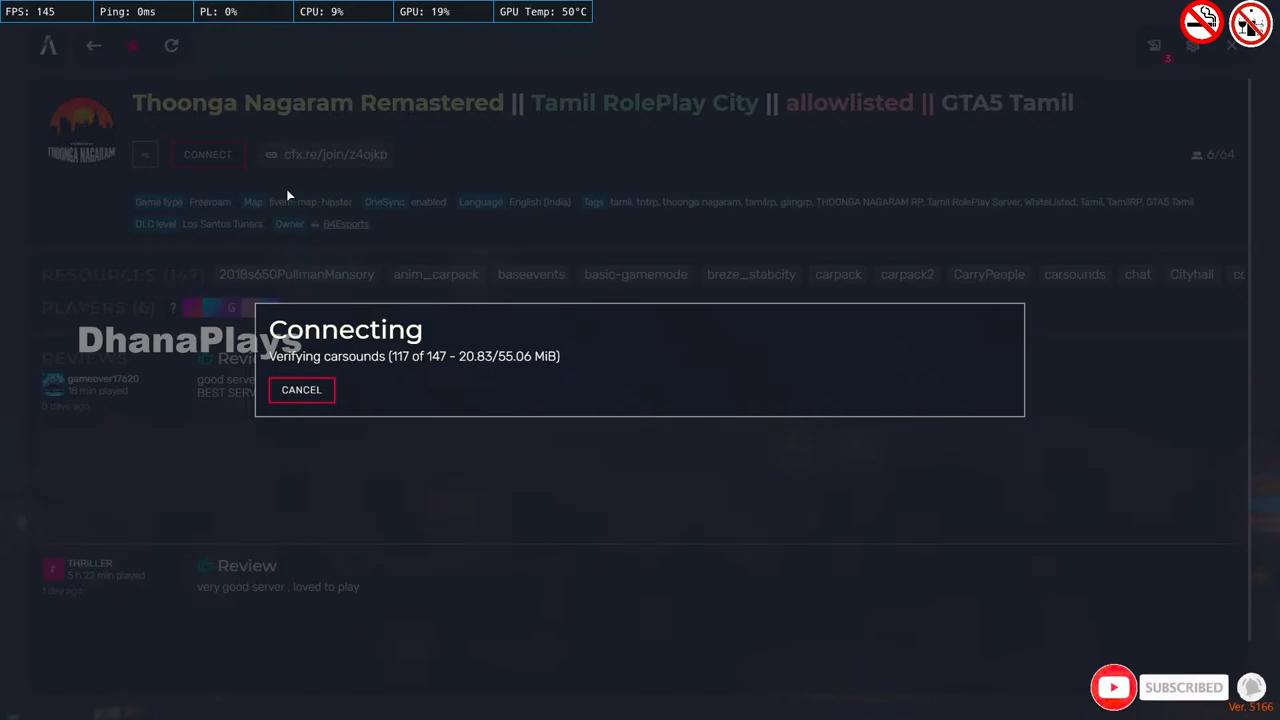 FPS: 145 Ping: 0ms PL: 0% CPU: 9% GPU: 19% GPU Temp: 50°C
3
Thoonga Nagaram Remastered || Tamil RolePlay City || allowlisted || GTA5 Tamil
THOONGA NAGARAM
CONNECT cfx.re/join/z4ojkp 6/64
Game type Freeroam Map fivem-map-hipster OneSync enabled Language English (India) Tags tamil, tntrp, thoonga nagaram, tamilrp, gangrp, THOONGA NAGARAM RP, Tamil RolePlay Server, WhiteListed, Tamil, TamilRP, GTA5 Tamil
DLC level Los Santos Tuners Owner B4Esports
RESOURCES (147) 2018s650PullmanMansory anim_carpack baseevents basic-gamemode breze_stabcity carpack carpack2 CarryPeople carsounds chat Cityhall
PLAYERS (6) ? G
Connecting
DhanaPlays
Verifying carsounds (117 of 147 - 20.83/55.06 MiB)
CANCEL
REVIEWS
gameover17620
18 min played
good serve
BEST SERV
THRILLER
5 h 22 min played
1 day ago
Review
very good server , loved to play
SUBSCRIBED
Ver. 5166